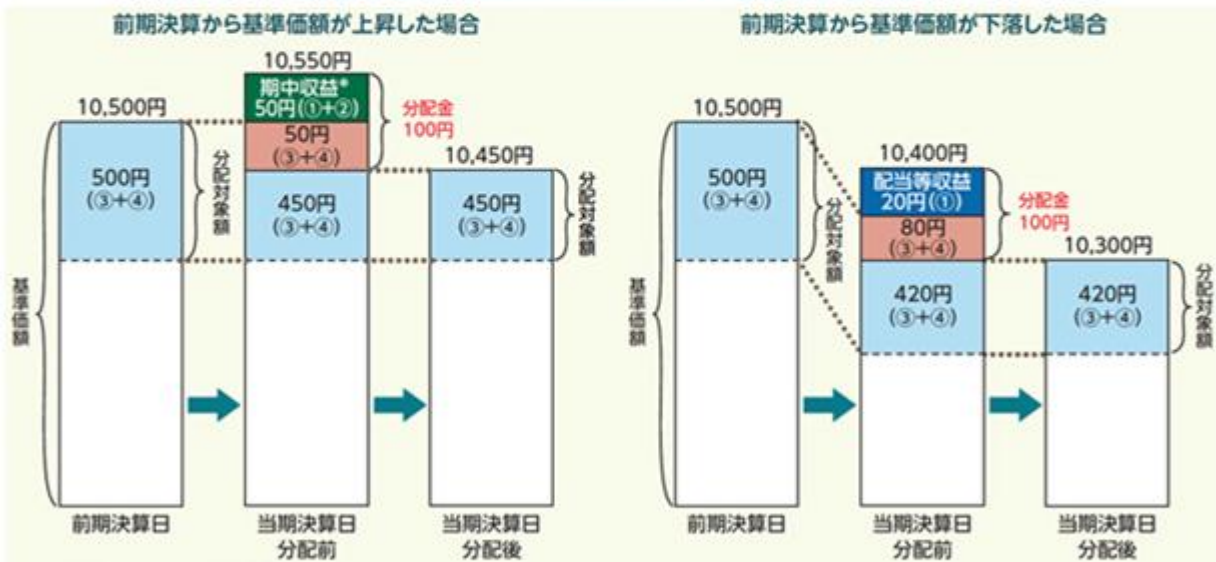 前期決算から基準価額が上昇した場合
10,550円
期中収益※
50円(①+②)
10,500円
分配金
100円
50円
(③+④)
10,450円
500円
(③+④)
分配対象額
450円
(③+④)
450円
(③+④)
分配対象額
基準価額
前期決算日
当期決算日
分配前
当期決算日
分配後
前期決算から基準価額が下落した場合
10,500円
10,400円
500円
(③+④)
分配対象額
配当等収益
20円(①)
分配金
100円
80円
(③+④)
10,300円
420円
(③+④)
420円
(③+④)
分配対象額
基準価額
前期決算日
当期決算日
分配前
当期決算日
分配後